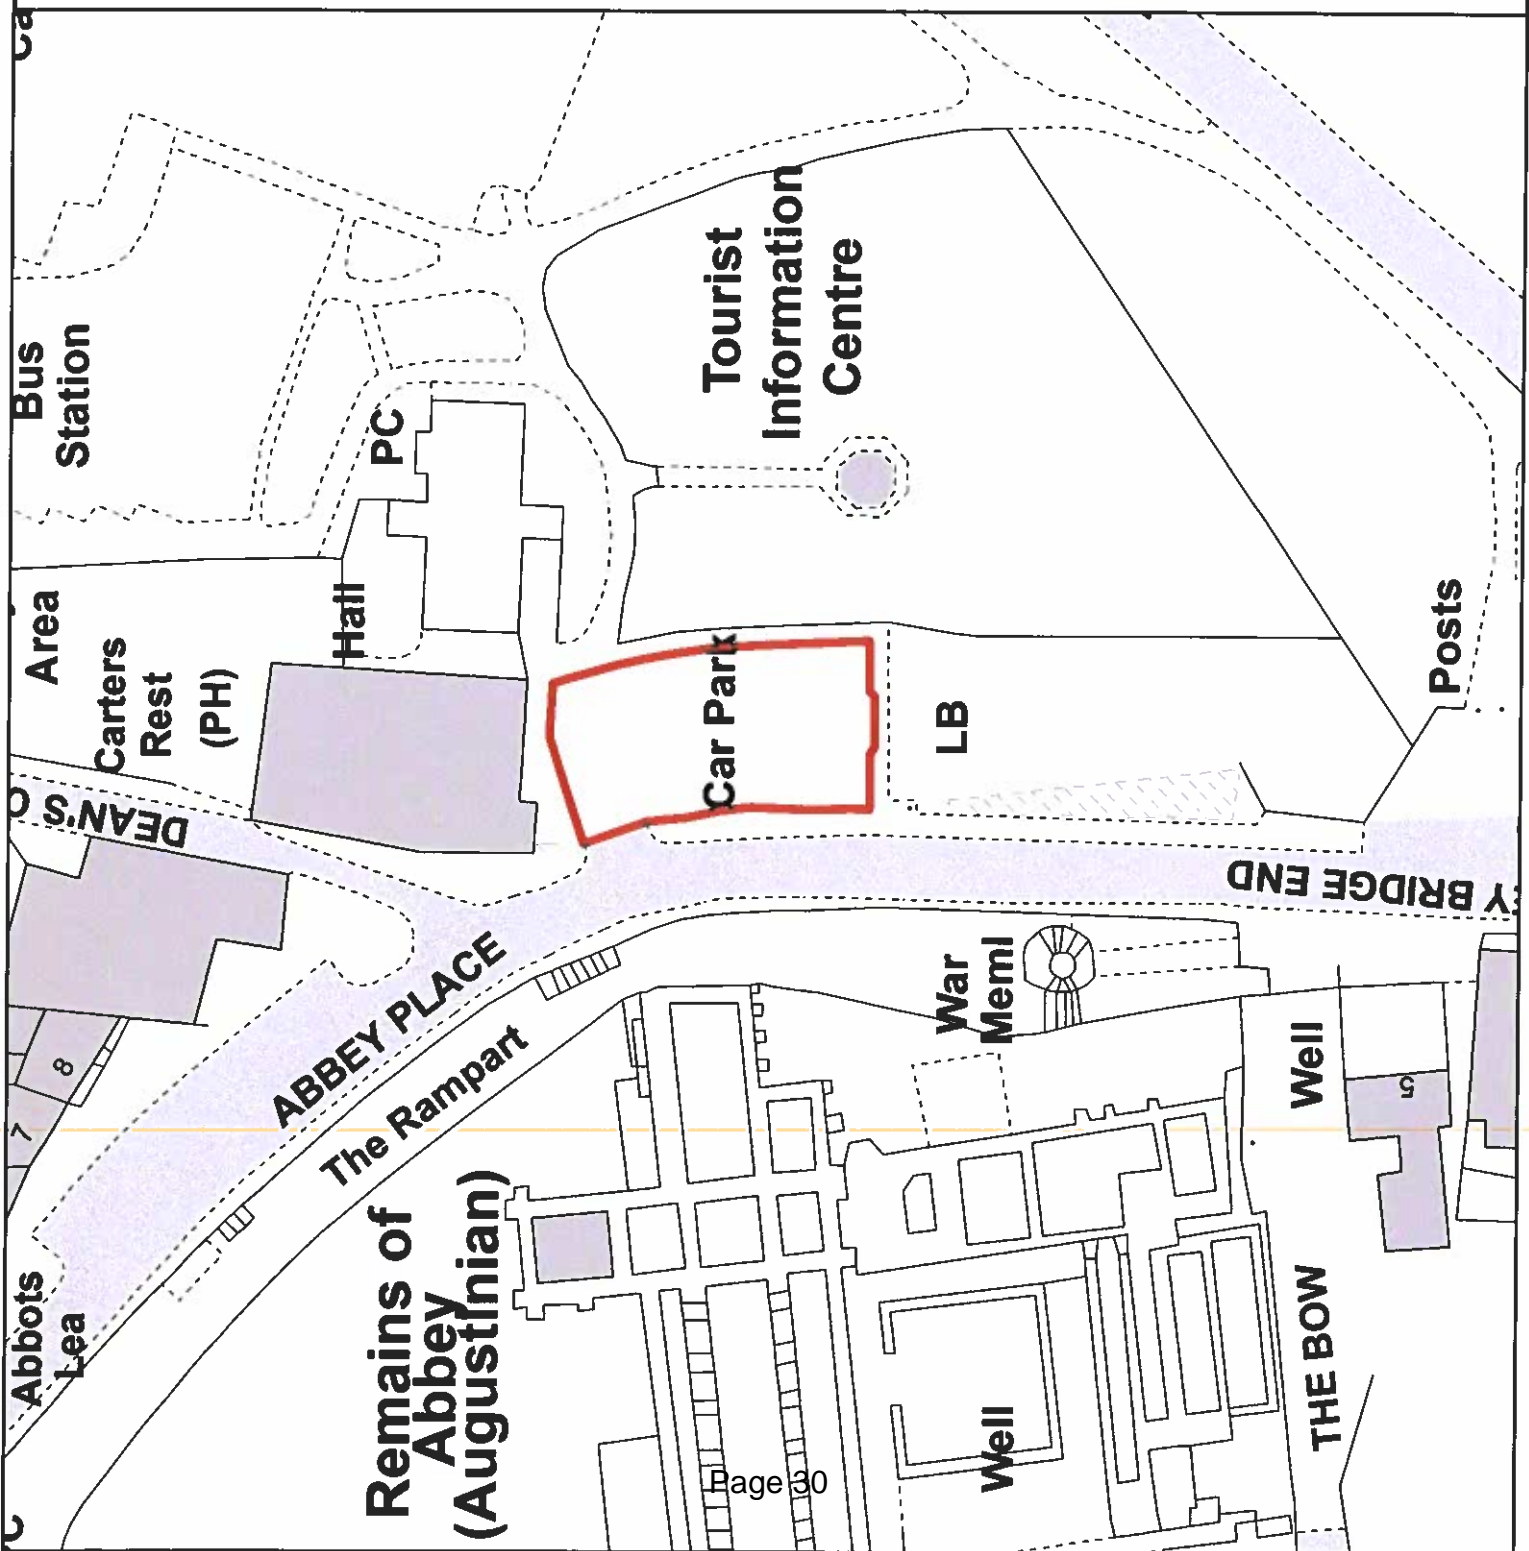 Bus
Station
Tourist
Information
Centre
PC
Area
Hall
Carters
Rest
(PH)
Car Park
LB
Posts
DEAN'S
ABBEY PLACE
Y BRIDGE END
The Rampart
War
Meml
Well
8
7
5
Abbots
Lea
Remains of
Abbey
(Augustinian)
Well
THE BOW
Page 30